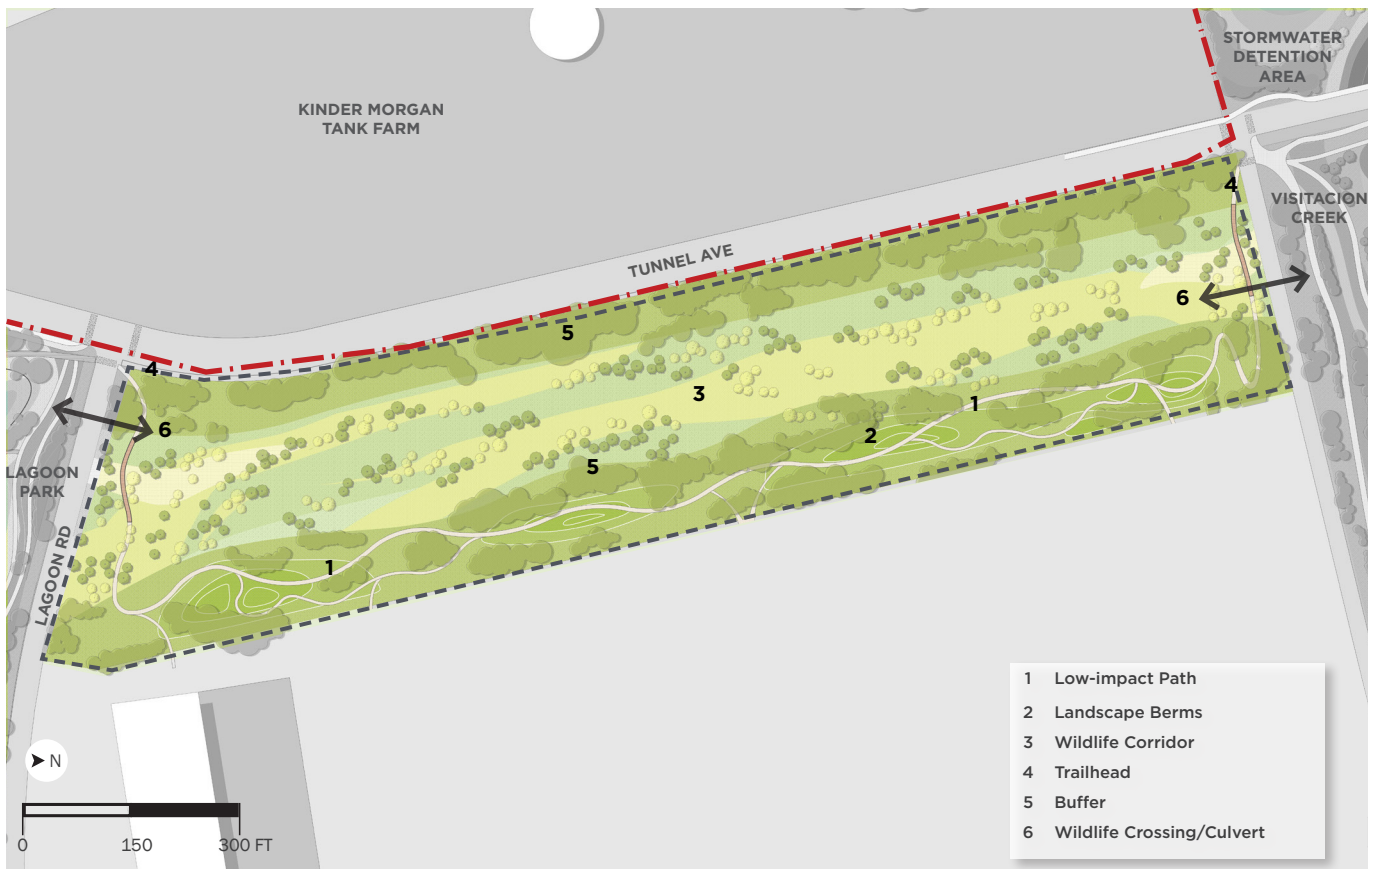 STORMWATER
DETENTION
AREA
KINDER MORGAN
TANK FARM
4
VISITACION
CREEK
TUNNEL AVE
6
5
4
3
1
6
2
5
LAGOON
PARK
LAGOON RD
1
1 Low-impact Path
2 Landscape Berms
3 Wildlife Corridor
4 Trailhead
5 Buffer
6 Wildlife Crossing/Culvert
N
0 150 300 FT